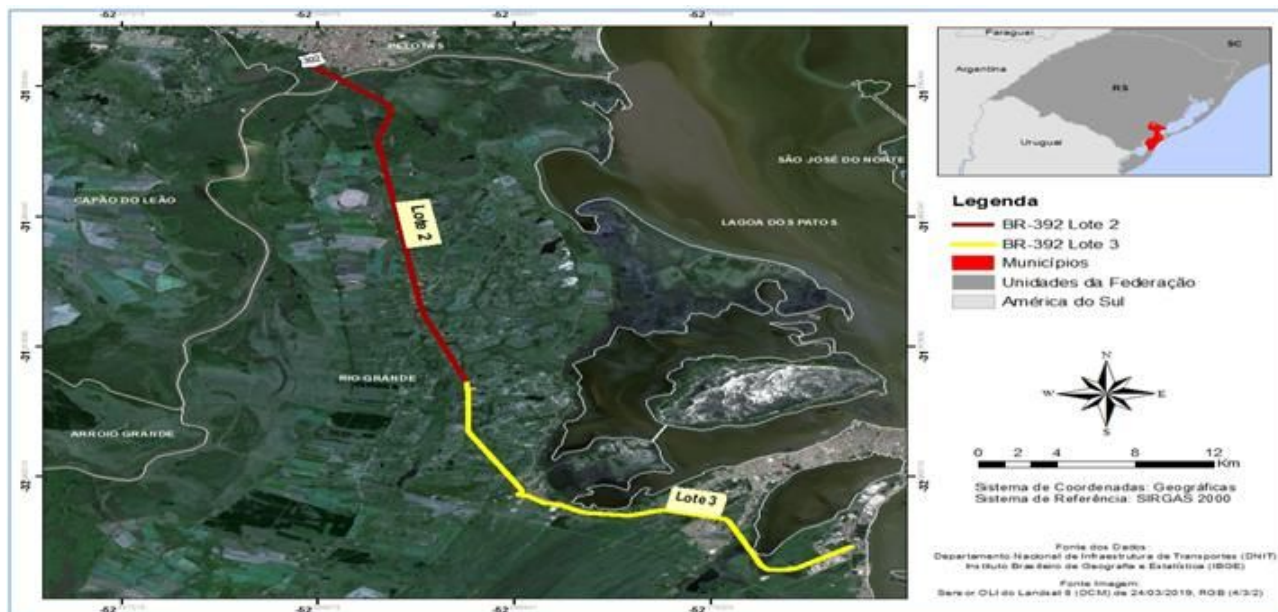 PELOTAS
392
CAPÃO DO LEÃO
Lote 2
SÃO JOSÉ DO NORTE
LAGOA DOS PATOS
RIO GRANDE
ARROIO GRANDE
Lote 3
Paraguai
Argentina
SC
RS
Uruguai
Legenda
BR-392 Lote 2
BR-392 Lote 3
Municípios
Unidades da Federação
América do Sul
N
W E
S
0 2 4 8 12
Km
Sistema de Coordenadas: Geográficas
Sistema de Referência: SIRGAS 2000
Fonte dos Dados:
Departamento Nacional de Infraestrutura de Transportes (DNIT)
Instituto Brasileiro de Geografia e Estatística (IBGE)
Fonte Imagem:
Sensor OLI do Landsat 8 (DCM) de 24/03/2019, RGB (4/3/2)